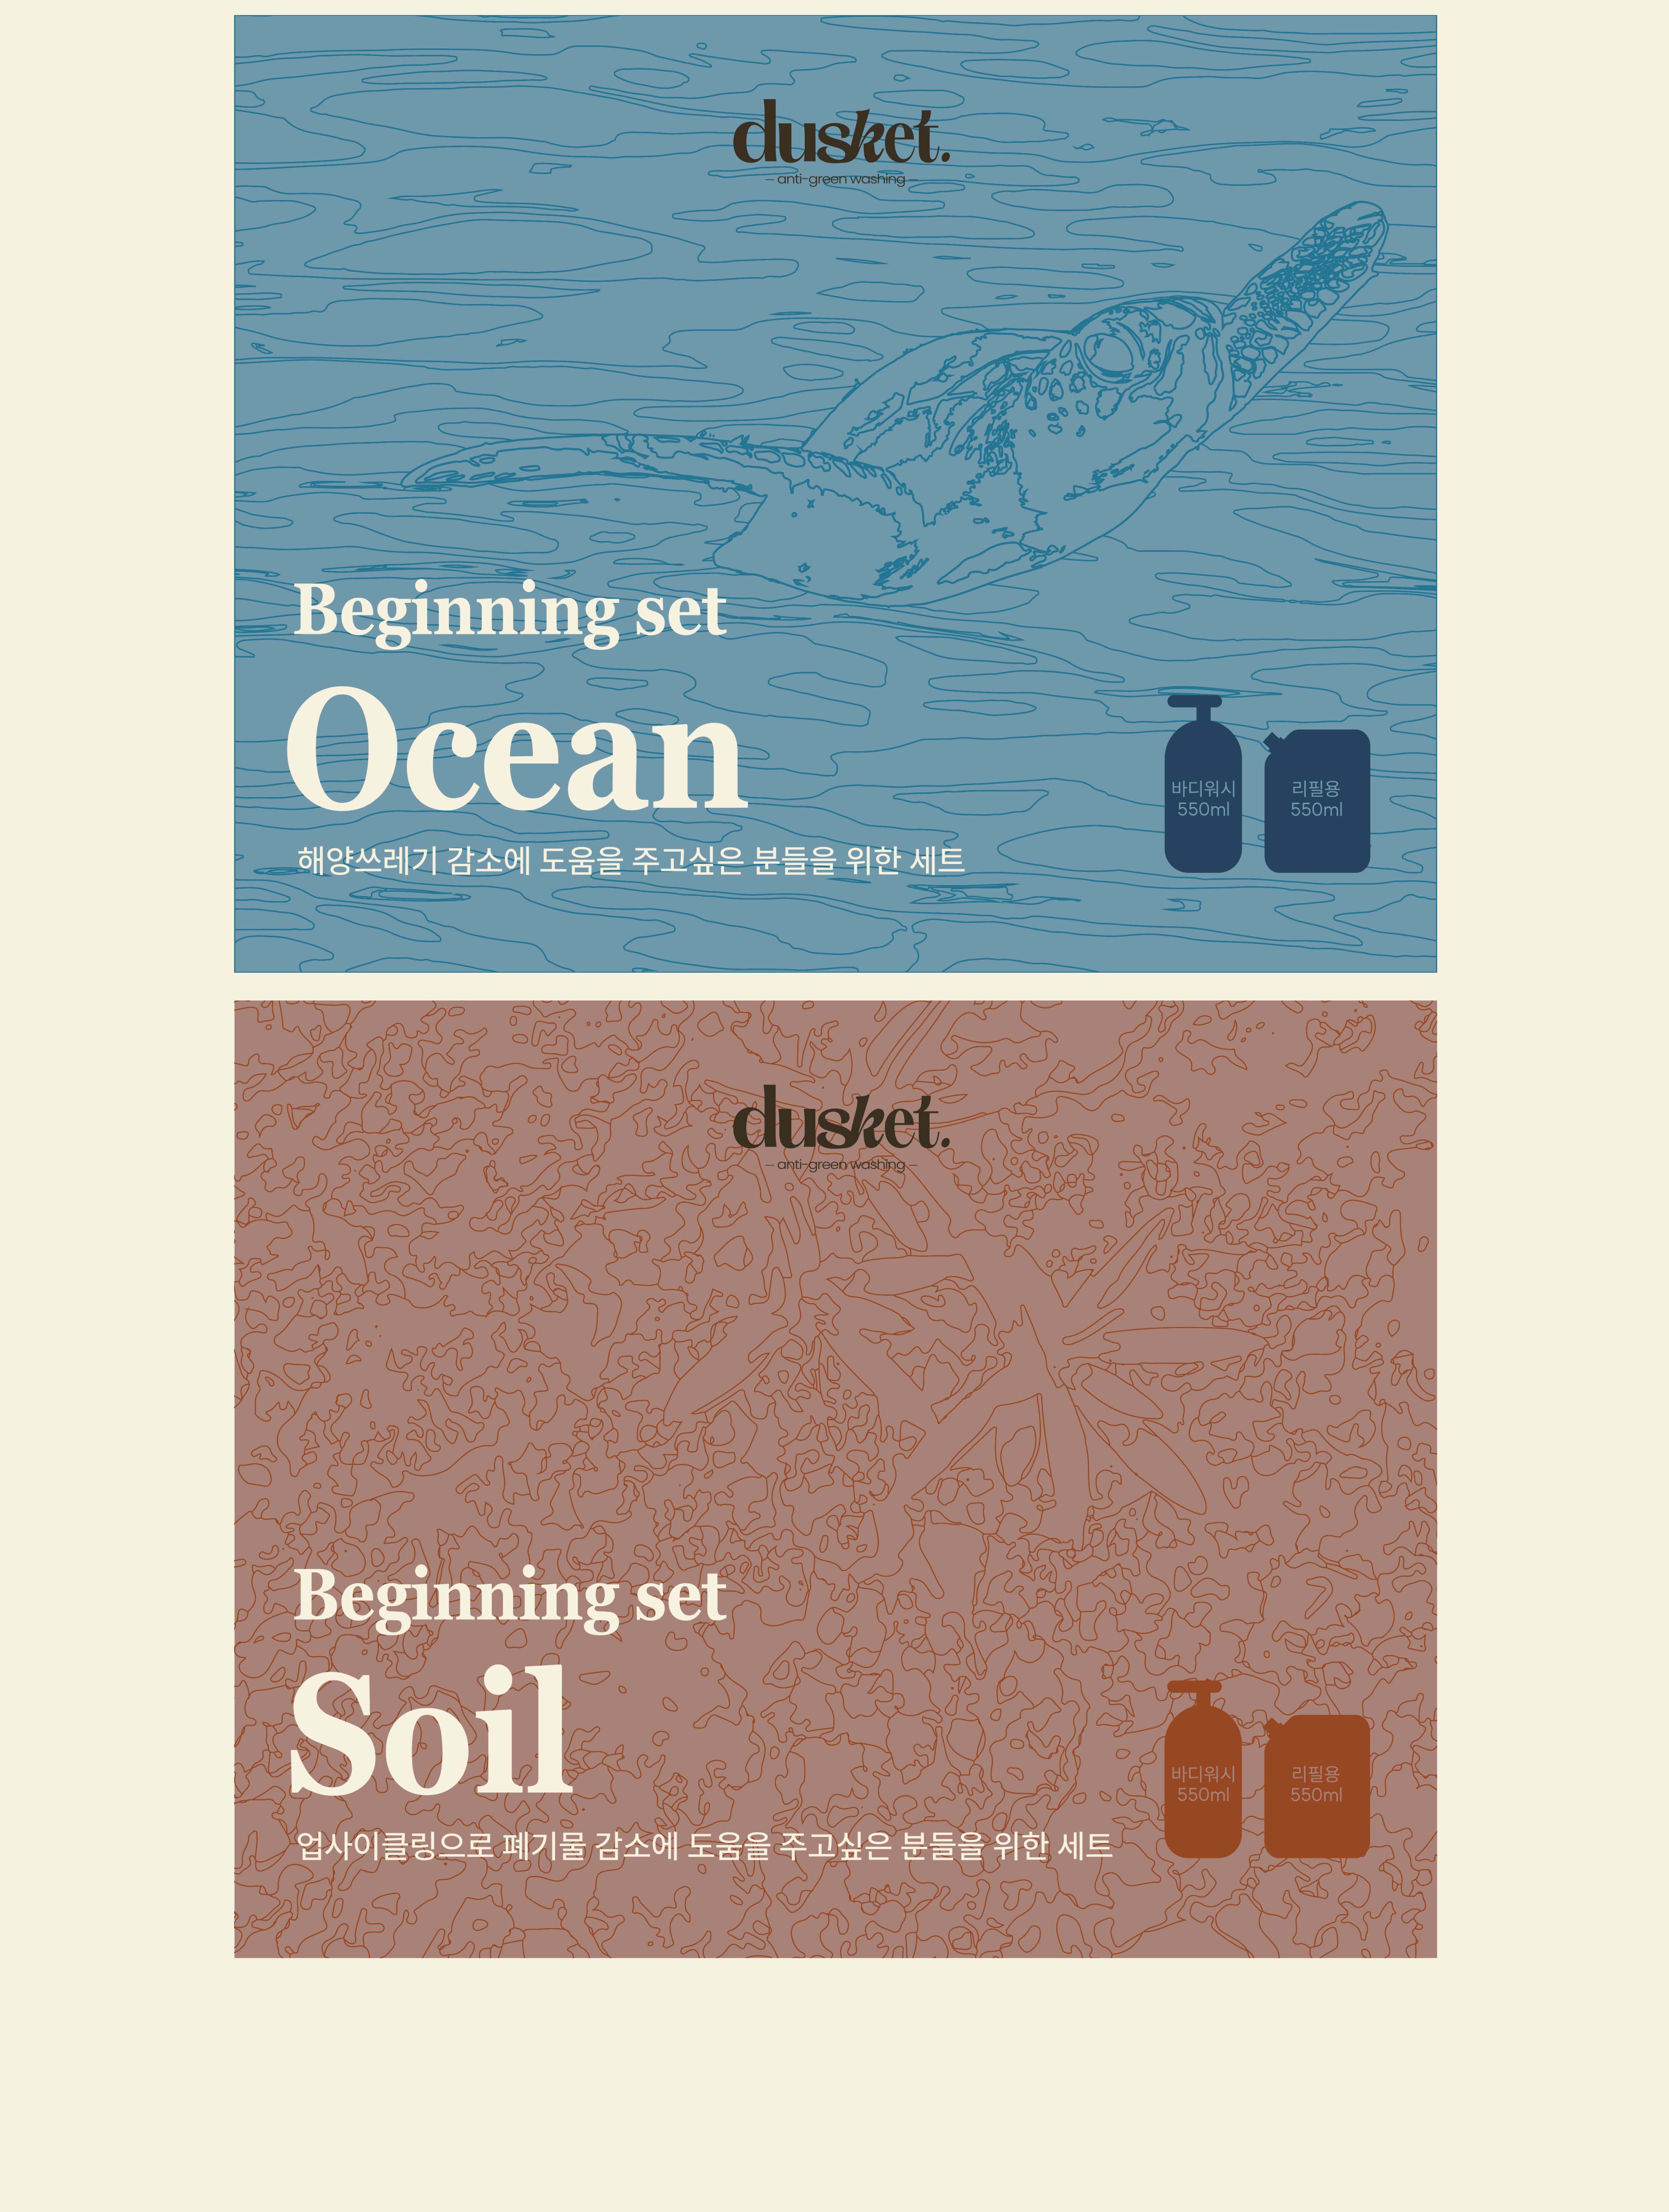 dusket.
– anti-green washing –
Beginning set
Ocean
해양쓰레기 감소에 도움을 주고싶은 분들을 위한 세트
바디워시
550ml
리필용
550ml
dusket.
– anti-green washing –
Beginning set
Soil
업사이클링으로 폐기물 감소에 도움을 주고싶은 분들을 위한 세트
바디워시
550ml
리필용
550ml